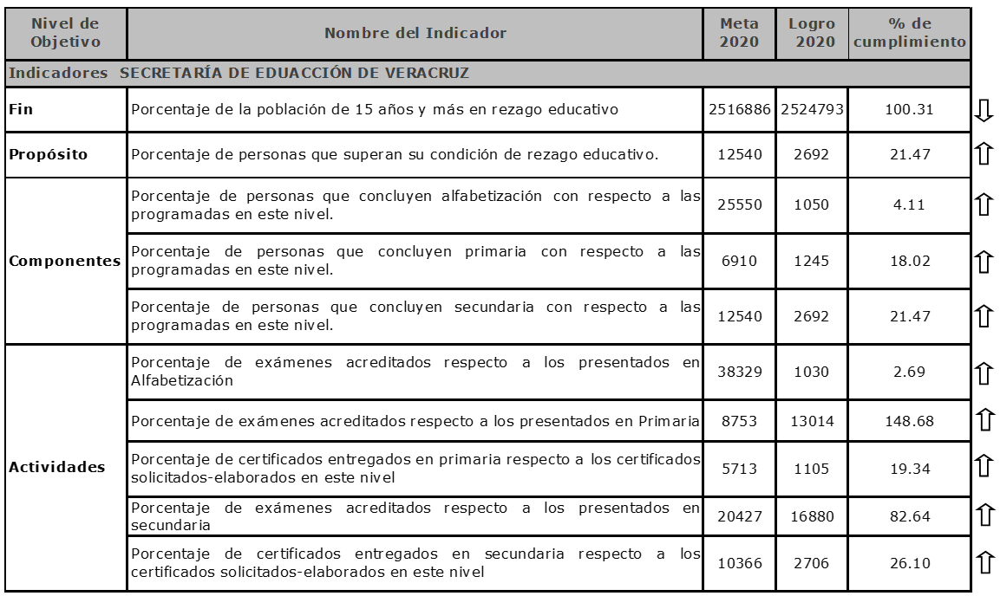 Nivel de Objetivo Nombre del Indicador Meta 2020 Logro 2020 % de cumplimiento
Indicadores SECRETARÍA DE EDUACCIÓN DE VERACRUZ
Fin Porcentaje de la población de 15 años y más en rezago educativo 2516886 2524793 100.31
Propósito Porcentaje de personas que superan su condición de rezago educativo. 12540 2692 21.47
Componentes
Porcentaje de personas que concluyen alfabetización con respecto a las
programadas en este nivel. 25550 1050 4.11
Porcentaje de personas que concluyen primaria con respecto a las
programadas en este nivel. 6910 1245 18.02
Porcentaje de personas que concluyen secundaria con respecto a las
programadas en este nivel. 12540 2692 21.47
Actividades
Porcentaje de exámenes acreditados respecto a los presentados en
Alfabetización 38329 1030 2.69
Porcentaje de exámenes acreditados respecto a los presentados en Primaria 8753 13014 148.68
Porcentaje de certificados entregados en primaria respecto a los certificados
solicitados-elaborados en este nivel 5713 1105 19.34
Porcentaje de exámenes acreditados respecto a los presentados en
secundaria 20427 16880 82.64
Porcentaje de certificados entregados en secundaria respecto a los
certificados solicitados-elaborados en este nivel 10366 2706 26.10